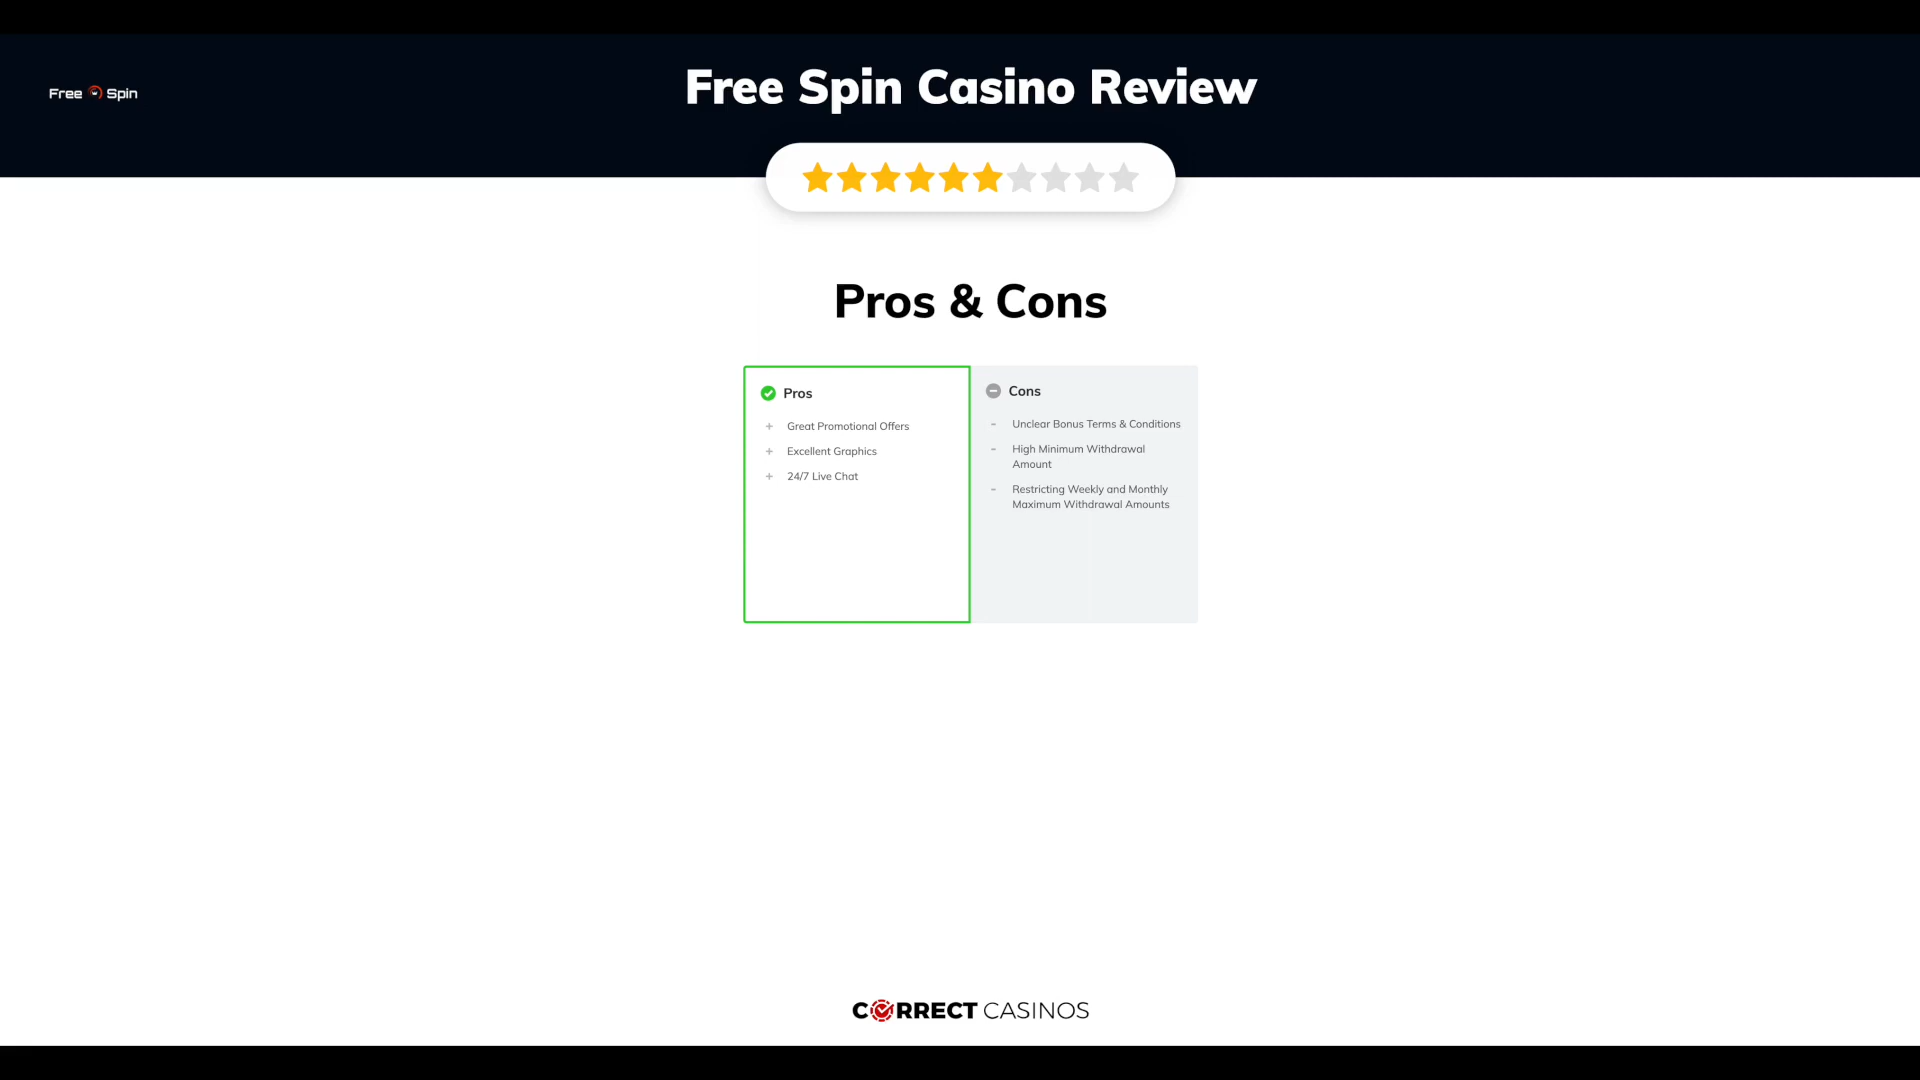 Free Spin
Free Spin Casino Review
Pros & Cons
Pros
+ Great Promotional Offers
+ Excellent Graphics
+ 24/7 Live Chat
Cons
- Unclear Bonus Terms & Conditions
- High Minimum Withdrawal
Amount
- Restricting Weekly and Monthly
Maximum Withdrawal Amounts
CORRECT CASINOS